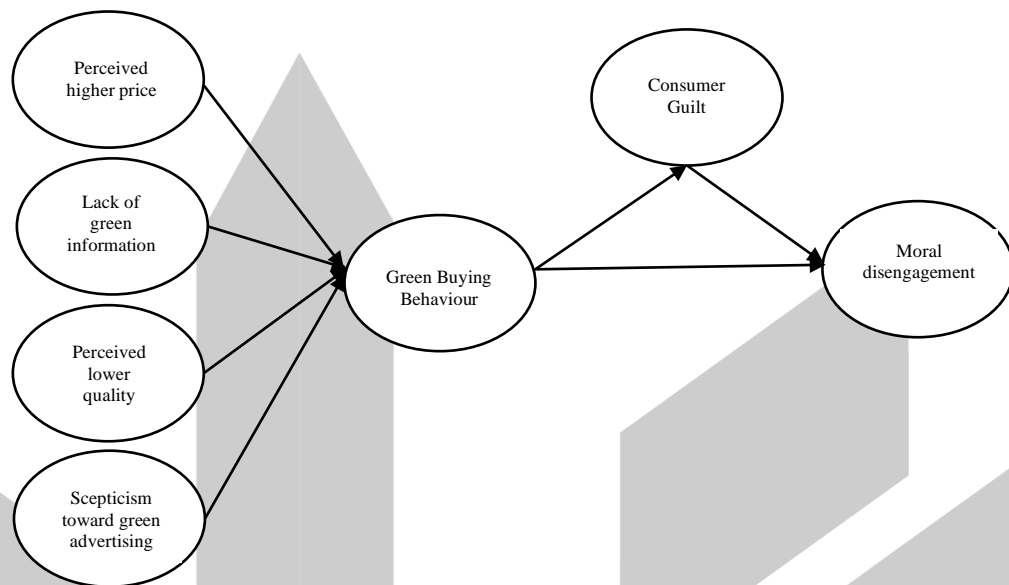 Perceived
higher price
Lack of
green
information
Perceived
lower
quality
Scepticism
toward green
advertising
Green Buying
Behaviour
Consumer
Guilt
Moral
disengagement